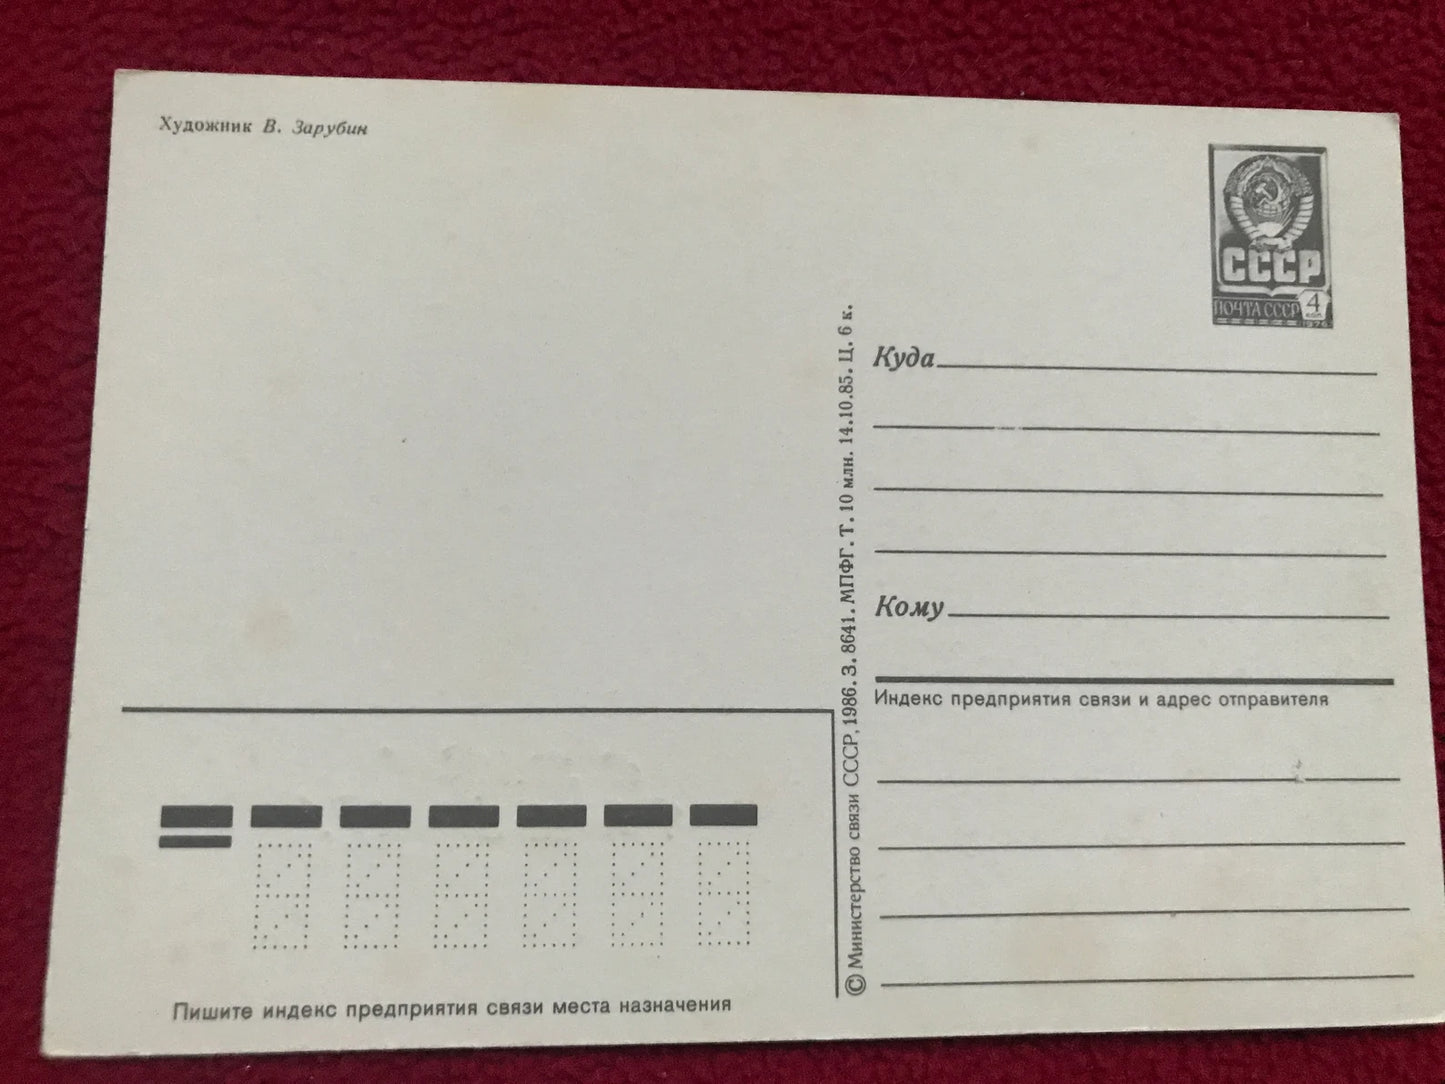 Художник В. Зарубин
СССР
ПОЧТА СССР 4
коп
1976
Куда
Кому
Индекс предприятия связи и адрес отправителя
© Министерство связи СССР, 1986. З. 8641. МПФГ. Т. 10 млн. 14.10.85. Ц. 6 к.
Пишите индекс предприятия связи места назначения